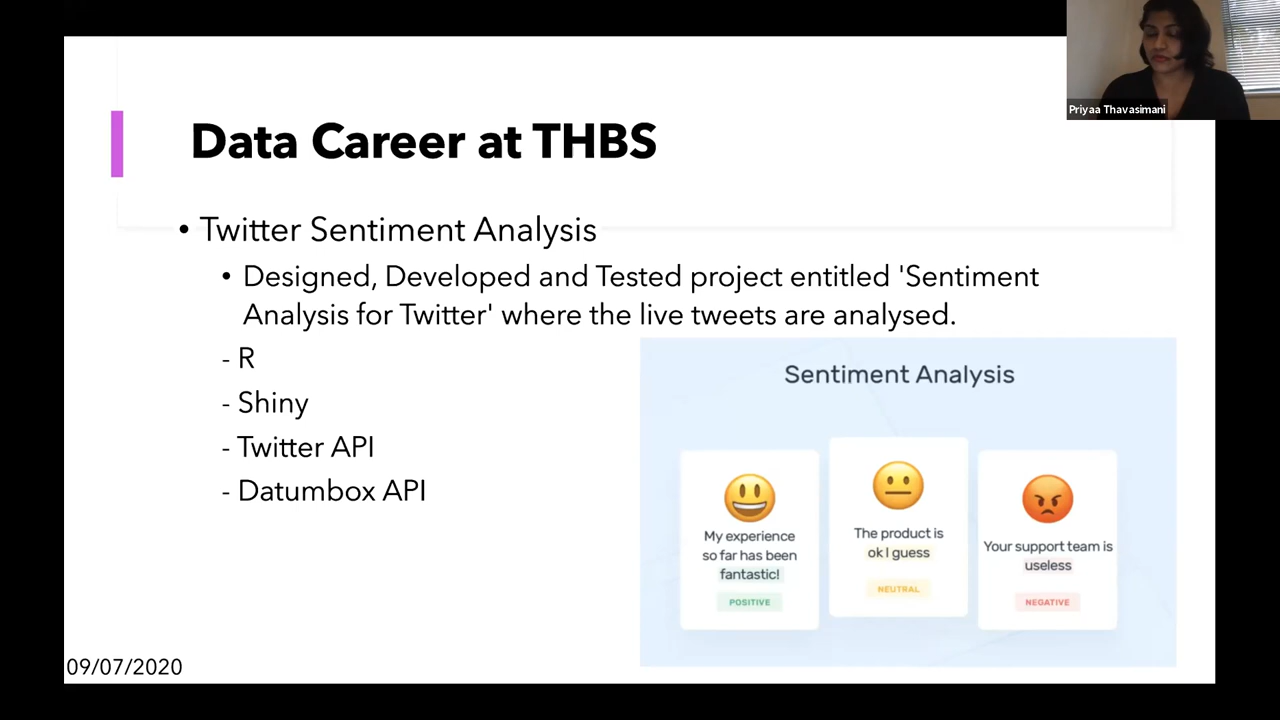 Priyaa Thavasimani
Data Career at THBS
• Twitter Sentiment Analysis
• Designed, Developed and Tested project entitled 'Sentiment
Analysis for Twitter' where the live tweets are analysed.
- R
- Shiny
- Twitter API
- Datumbox API
Sentiment Analysis
My experience
so far has been
fantastic!
POSITIVE
The product is
ok I guess
NEUTRAL
Your support team is
useless
NEGATIVE
09/07/2020